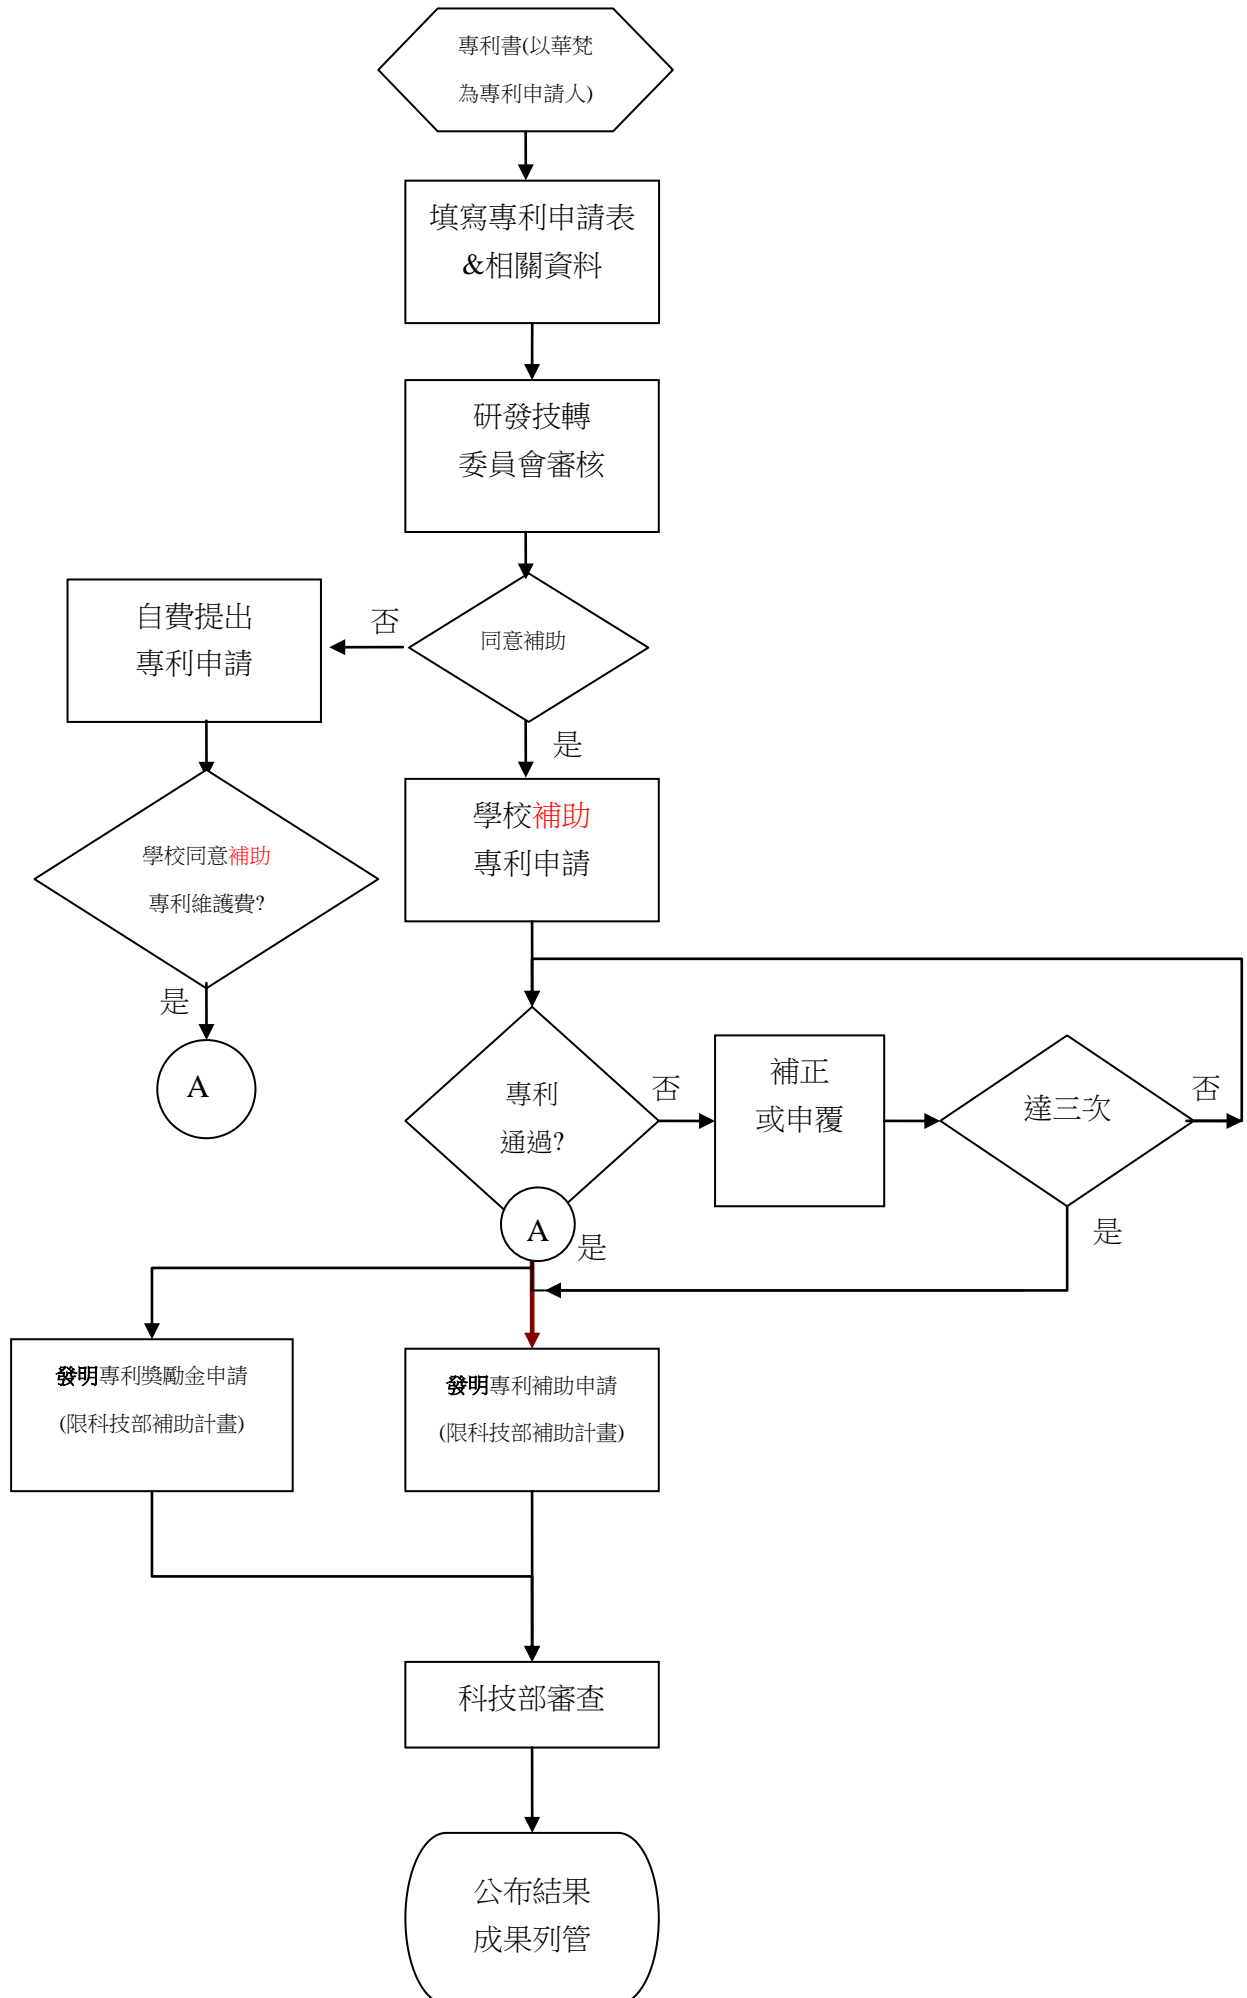 專利書(以華梵
為專利申請人)
填寫專利申請表
&相關資料
研發技轉
委員會審核
自費提出
專利申請
否
同意補助
是
學校補助
專利申請
學校同意補助
專利維護費?
是
A
專利
通過?
否
補正
或申覆
達三次
否
A
是
是
發明專利獎勵金申請
(限科技部補助計畫)
發明專利補助申請
(限科技部補助計畫)
科技部審查
公布結果
成果列管